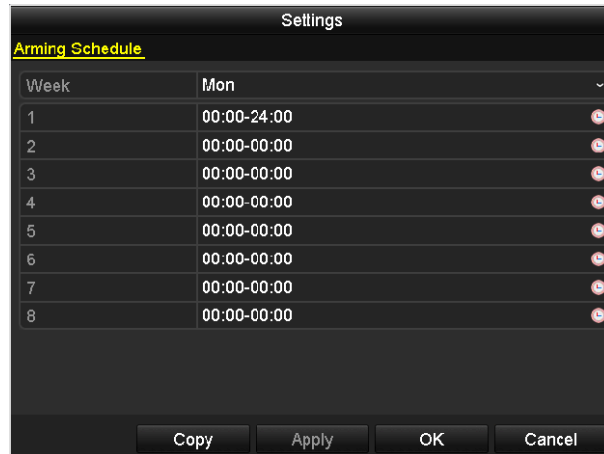 Settings
Arming Schedule
Week Mon
1 00:00-24:00
2 00:00-00:00
3 00:00-00:00
4 00:00-00:00
5 00:00-00:00
6 00:00-00:00
7 00:00-00:00
8 00:00-00:00
Copy Apply OK Cancel